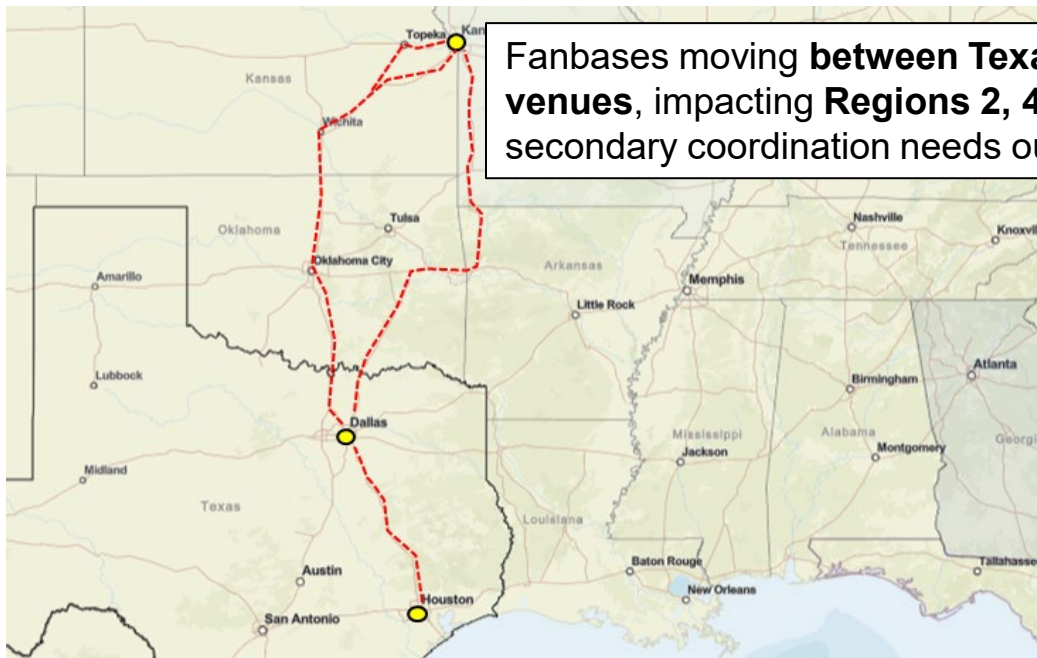 Fanbases moving between Texa
venues, impacting Regions 2, 4
secondary coordination needs ou
Topeka
Kan
Kansas
Wichita
Tulsa
Oklahoma
Oklahoma City
Amarillo
Arkansas
Little Rock
Memphis
Nashville
Tennessee
Knoxvil
Lubbock
Atlanta
Birmingham
Dallas
Mississippi
Alabama
Georgi
Jackson
Montgomery
Midland
Texas
Louisiana
Austin
Baton Rouge
Tallahasse
New Orleans
Houston
San Antonio